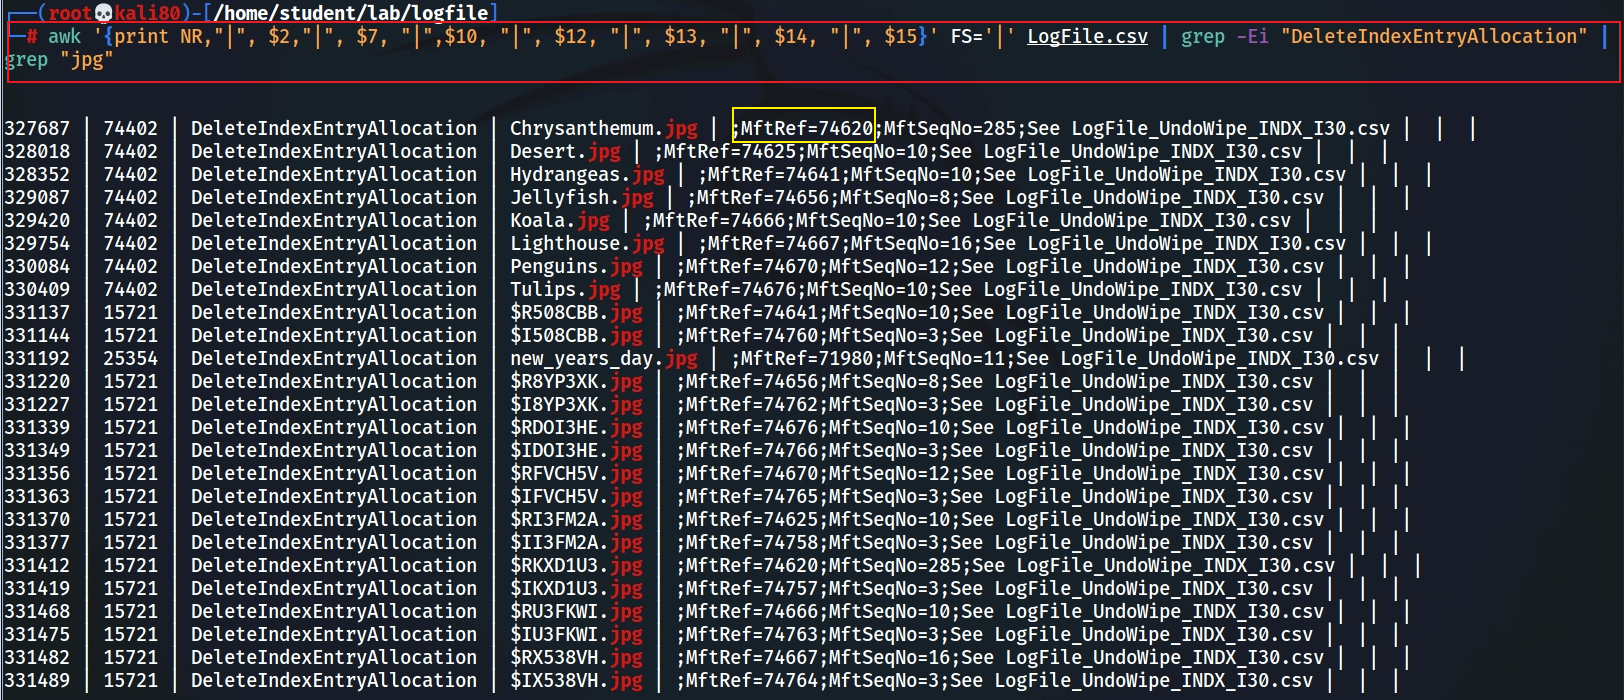 ┌──(root💀kali80)-[/home/student/lab/logfile]
└─# awk '{print NR,"|", $2,"|", $7, "|",$10, "|", $12, "|", $13, "|", $14, "|", $15}' FS='|' LogFile.csv | grep -Ei "DeleteIndexEntryAllocation" |
grep "jpg"
327687 | 74402 | DeleteIndexEntryAllocation | Chrysanthemum.jpg | ;MftRef=74620;MftSeqNo=285;See LogFile_UndoWipe_INDX_I30.csv |  |  |
328018 | 74402 | DeleteIndexEntryAllocation | Desert.jpg | ;MftRef=74625;MftSeqNo=10;See LogFile_UndoWipe_INDX_I30.csv |  |  |
328352 | 74402 | DeleteIndexEntryAllocation | Hydrangeas.jpg | ;MftRef=74641;MftSeqNo=10;See LogFile_UndoWipe_INDX_I30.csv |  |  |
329087 | 74402 | DeleteIndexEntryAllocation | Jellyfish.jpg | ;MftRef=74656;MftSeqNo=8;See LogFile_UndoWipe_INDX_I30.csv |  |  |
329420 | 74402 | DeleteIndexEntryAllocation | Koala.jpg | ;MftRef=74666;MftSeqNo=10;See LogFile_UndoWipe_INDX_I30.csv |  |  |
329754 | 74402 | DeleteIndexEntryAllocation | Lighthouse.jpg | ;MftRef=74667;MftSeqNo=16;See LogFile_UndoWipe_INDX_I30.csv |  |  |
330084 | 74402 | DeleteIndexEntryAllocation | Penguins.jpg | ;MftRef=74670;MftSeqNo=12;See LogFile_UndoWipe_INDX_I30.csv |  |  |
330409 | 74402 | DeleteIndexEntryAllocation | Tulips.jpg | ;MftRef=74676;MftSeqNo=10;See LogFile_UndoWipe_INDX_I30.csv |  |  |
331137 | 15721 | DeleteIndexEntryAllocation | $R508CBB.jpg | ;MftRef=74641;MftSeqNo=10;See LogFile_UndoWipe_INDX_I30.csv |  |  |
331144 | 15721 | DeleteIndexEntryAllocation | $I508CBB.jpg | ;MftRef=74760;MftSeqNo=3;See LogFile_UndoWipe_INDX_I30.csv |  |  |
331192 | 25354 | DeleteIndexEntryAllocation | new_years_day.jpg | ;MftRef=71980;MftSeqNo=11;See LogFile_UndoWipe_INDX_I30.csv |  |  |
331220 | 15721 | DeleteIndexEntryAllocation | $R8YP3XK.jpg | ;MftRef=74656;MftSeqNo=8;See LogFile_UndoWipe_INDX_I30.csv |  |  |
331227 | 15721 | DeleteIndexEntryAllocation | $I8YP3XK.jpg | ;MftRef=74762;MftSeqNo=3;See LogFile_UndoWipe_INDX_I30.csv |  |  |
331339 | 15721 | DeleteIndexEntryAllocation | $RDOI3HE.jpg | ;MftRef=74676;MftSeqNo=10;See LogFile_UndoWipe_INDX_I30.csv |  |  |
331349 | 15721 | DeleteIndexEntryAllocation | $IDOI3HE.jpg | ;MftRef=74766;MftSeqNo=3;See LogFile_UndoWipe_INDX_I30.csv |  |  |
331356 | 15721 | DeleteIndexEntryAllocation | $RFVCH5V.jpg | ;MftRef=74670;MftSeqNo=12;See LogFile_UndoWipe_INDX_I30.csv |  |  |
331363 | 15721 | DeleteIndexEntryAllocation | $IFVCH5V.jpg | ;MftRef=74765;MftSeqNo=3;See LogFile_UndoWipe_INDX_I30.csv |  |  |
331370 | 15721 | DeleteIndexEntryAllocation | $RI3FM2A.jpg | ;MftRef=74625;MftSeqNo=10;See LogFile_UndoWipe_INDX_I30.csv |  |  |
331377 | 15721 | DeleteIndexEntryAllocation | $II3FM2A.jpg | ;MftRef=74758;MftSeqNo=3;See LogFile_UndoWipe_INDX_I30.csv |  |  |
331412 | 15721 | DeleteIndexEntryAllocation | $RKXD1U3.jpg | ;MftRef=74620;MftSeqNo=285;See LogFile_UndoWipe_INDX_I30.csv |  |  |
331419 | 15721 | DeleteIndexEntryAllocation | $IKXD1U3.jpg | ;MftRef=74757;MftSeqNo=3;See LogFile_UndoWipe_INDX_I30.csv |  |  |
331468 | 15721 | DeleteIndexEntryAllocation | $RU3FKWI.jpg | ;MftRef=74666;MftSeqNo=10;See LogFile_UndoWipe_INDX_I30.csv |  |  |
331475 | 15721 | DeleteIndexEntryAllocation | $IU3FKWI.jpg | ;MftRef=74763;MftSeqNo=3;See LogFile_UndoWipe_INDX_I30.csv |  |  |
331482 | 15721 | DeleteIndexEntryAllocation | $RX538VH.jpg | ;MftRef=74667;MftSeqNo=16;See LogFile_UndoWipe_INDX_I30.csv |  |  |
331489 | 15721 | DeleteIndexEntryAllocation | $IX538VH.jpg | ;MftRef=74764;MftSeqNo=3;See LogFile_UndoWipe_INDX_I30.csv |  |  |